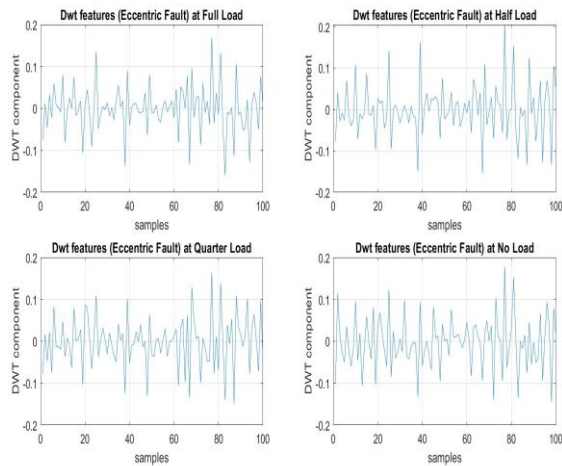 Dwt features (Eccentric Fault) at Full Load
0.2
0.1
0
-0.1
-0.2
DWT component
0 20 40 60 80 100
samples
Dwt features (Eccentric Fault) at Half Load
0.2
0.1
0
-0.1
-0.2
DWT component
0 20 40 60 80 100
samples
Dwt features (Eccentric Fault) at Quarter Load
0.2
0.1
0
-0.1
-0.2
DWT component
0 20 40 60 80 100
samples
Dwt features (Eccentric Fault) at No Load
0.2
0.1
0
-0.1
-0.2
DWT component
0 20 40 60 80 100
samples